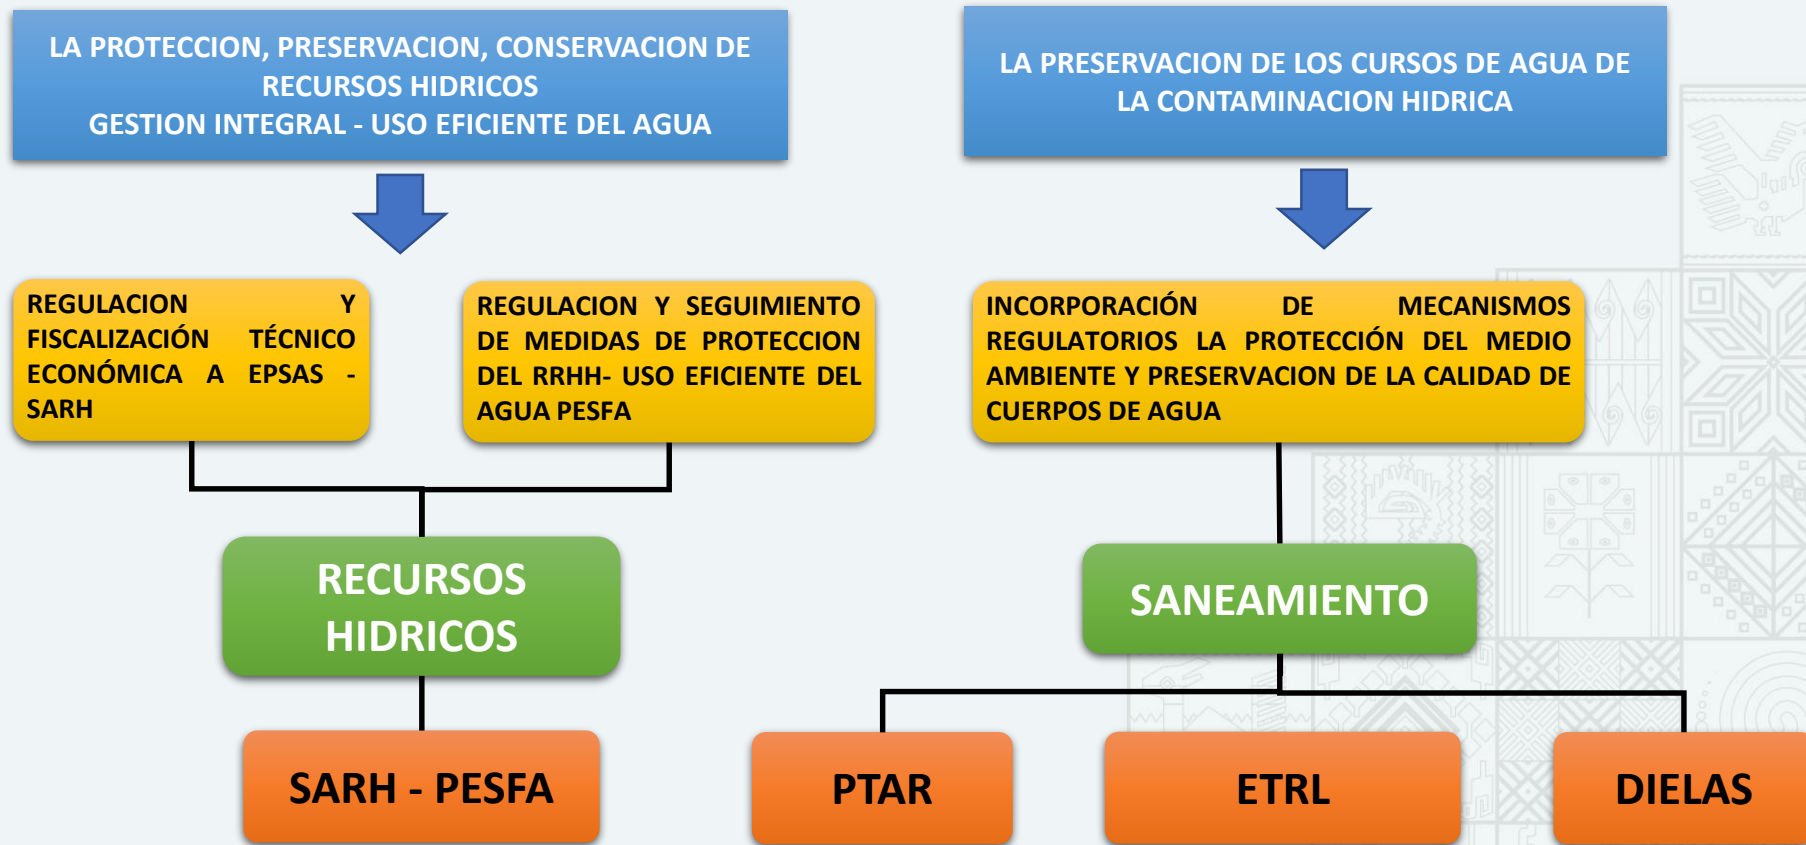 LA PROTECCION, PRESERVACION, CONSERVACION DE
RECURSOS HIDRICOS
GESTION INTEGRAL - USO EFICIENTE DEL AGUA
LA PRESERVACION DE LOS CURSOS DE AGUA DE
LA CONTAMINACION HIDRICA
REGULACION Y
FISCALIZACIÓN TÉCNICO
ECONÓMICA A EPSAS -
SARH
REGULACION Y SEGUIMIENTO
DE MEDIDAS DE PROTECCION
DEL RRHH- USO EFICIENTE DEL
AGUA PESFA
INCORPORACIÓN DE MECANISMOS
REGULATORIOS LA PROTECCIÓN DEL MEDIO
AMBIENTE Y PRESERVACION DE LA CALIDAD DE
CUERPOS DE AGUA
RECURSOS
HIDRICOS
SANEAMIENTO
SARH - PESFA
PTAR
ETRL
DIELAS